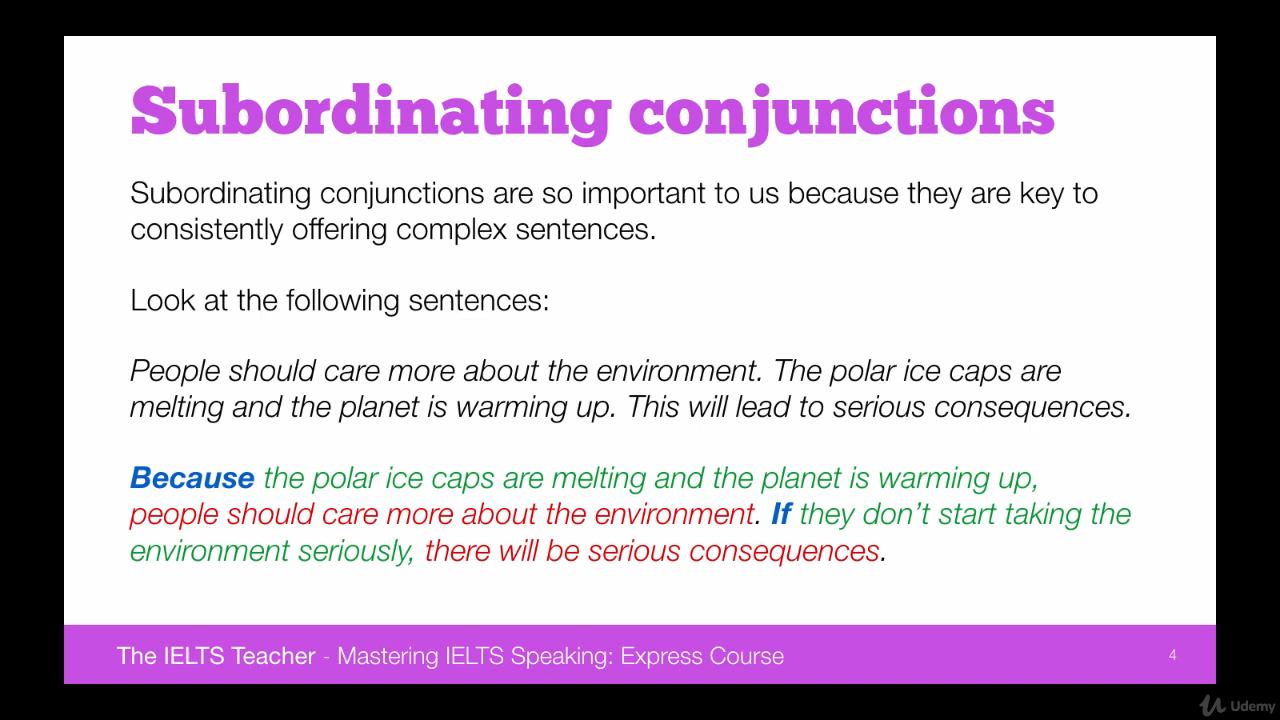 Subordinating conjunctions
Subordinating conjunctions are so important to us because they are key to
consistently offering complex sentences.
Look at the following sentences:
People should care more about the environment. The polar ice caps are
melting and the planet is warming up. This will lead to serious consequences.
Because the polar ice caps are melting and the planet is warming up,
people should care more about the environment. If they don’t start taking the
environment seriously, there will be serious consequences.
The IELTS Teacher - Mastering IELTS Speaking: Express Course
4
Udemy